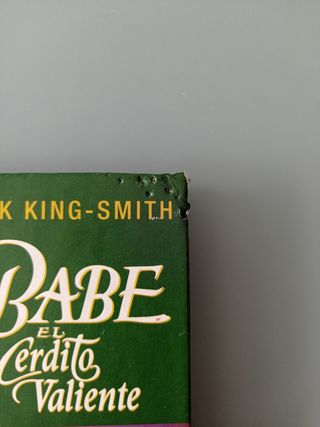 K KING-SMITH
BABE
EL
Cerdito
Valiente